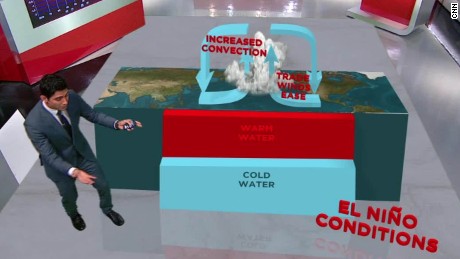 INCREASED
CONVECTION
TRADE
WINDS
EASE
WARM
WATER
COLD
WATER
EL NIÑO
CONDITIONS
CNN